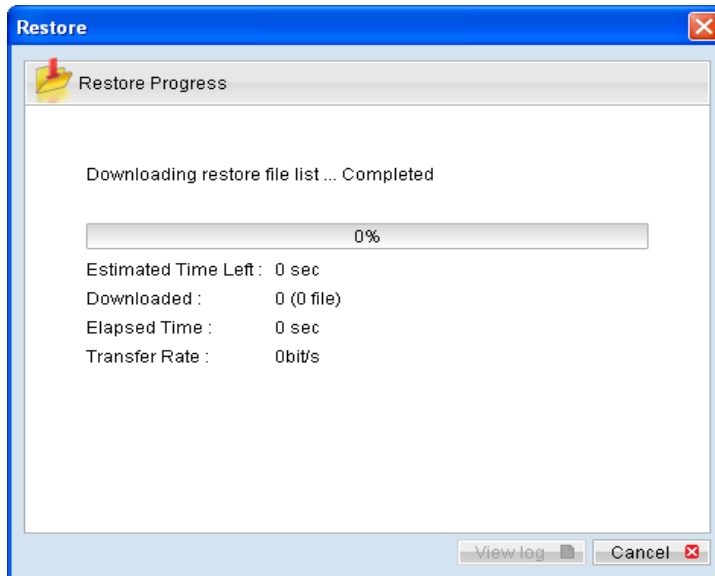 Restore
Restore Progress
Downloading restore file list ... Completed
0%
Estimated Time Left : 0 sec
Downloaded : 0 (0 file)
Elapsed Time : 0 sec
Transfer Rate : 0bit/s
View log Cancel